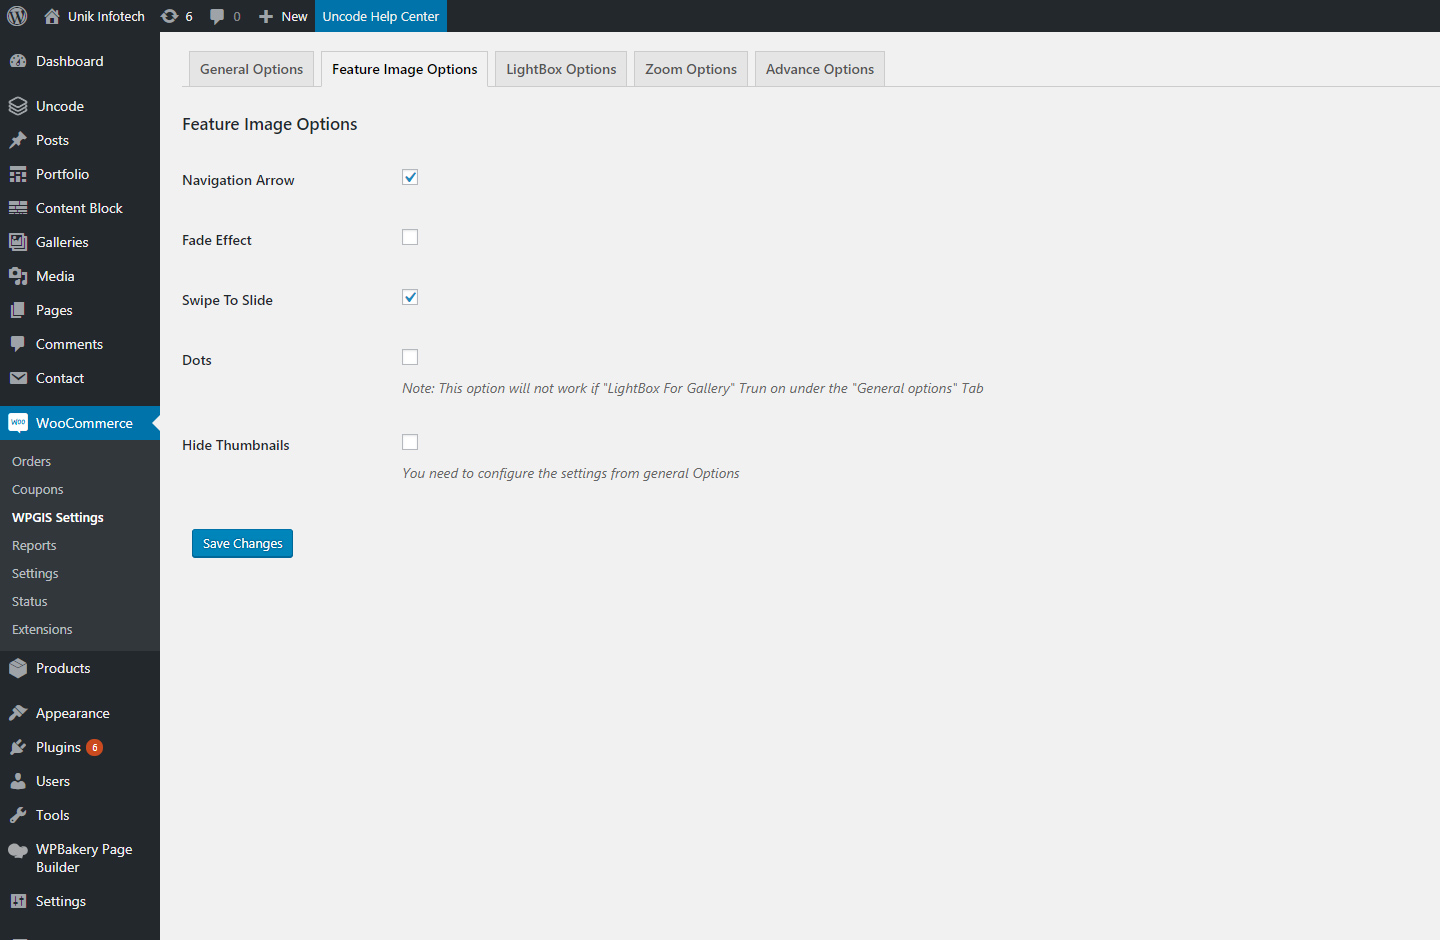 Unik Infotech 6 0 New Uncode Help Center
Dashboard
Uncode
Posts
Portfolio
Content Block
Galleries
Media
Pages
Comments
Contact
woo WooCommerce
Orders
Coupons
WPGIS Settings
Reports
Settings
Status
Extensions
Products
Appearance
Plugins 6
Users
Tools
WPBakery Page
Builder
Settings
General Options Feature Image Options LightBox Options Zoom Options Advance Options
Feature Image Options
Navigation Arrow
Fade Effect
Swipe To Slide
Dots
Note: This option will not work if "LightBox For Gallery" Trun on under the "General options" Tab
Hide Thumbnails
You need to configure the settings from general Options
Save Changes